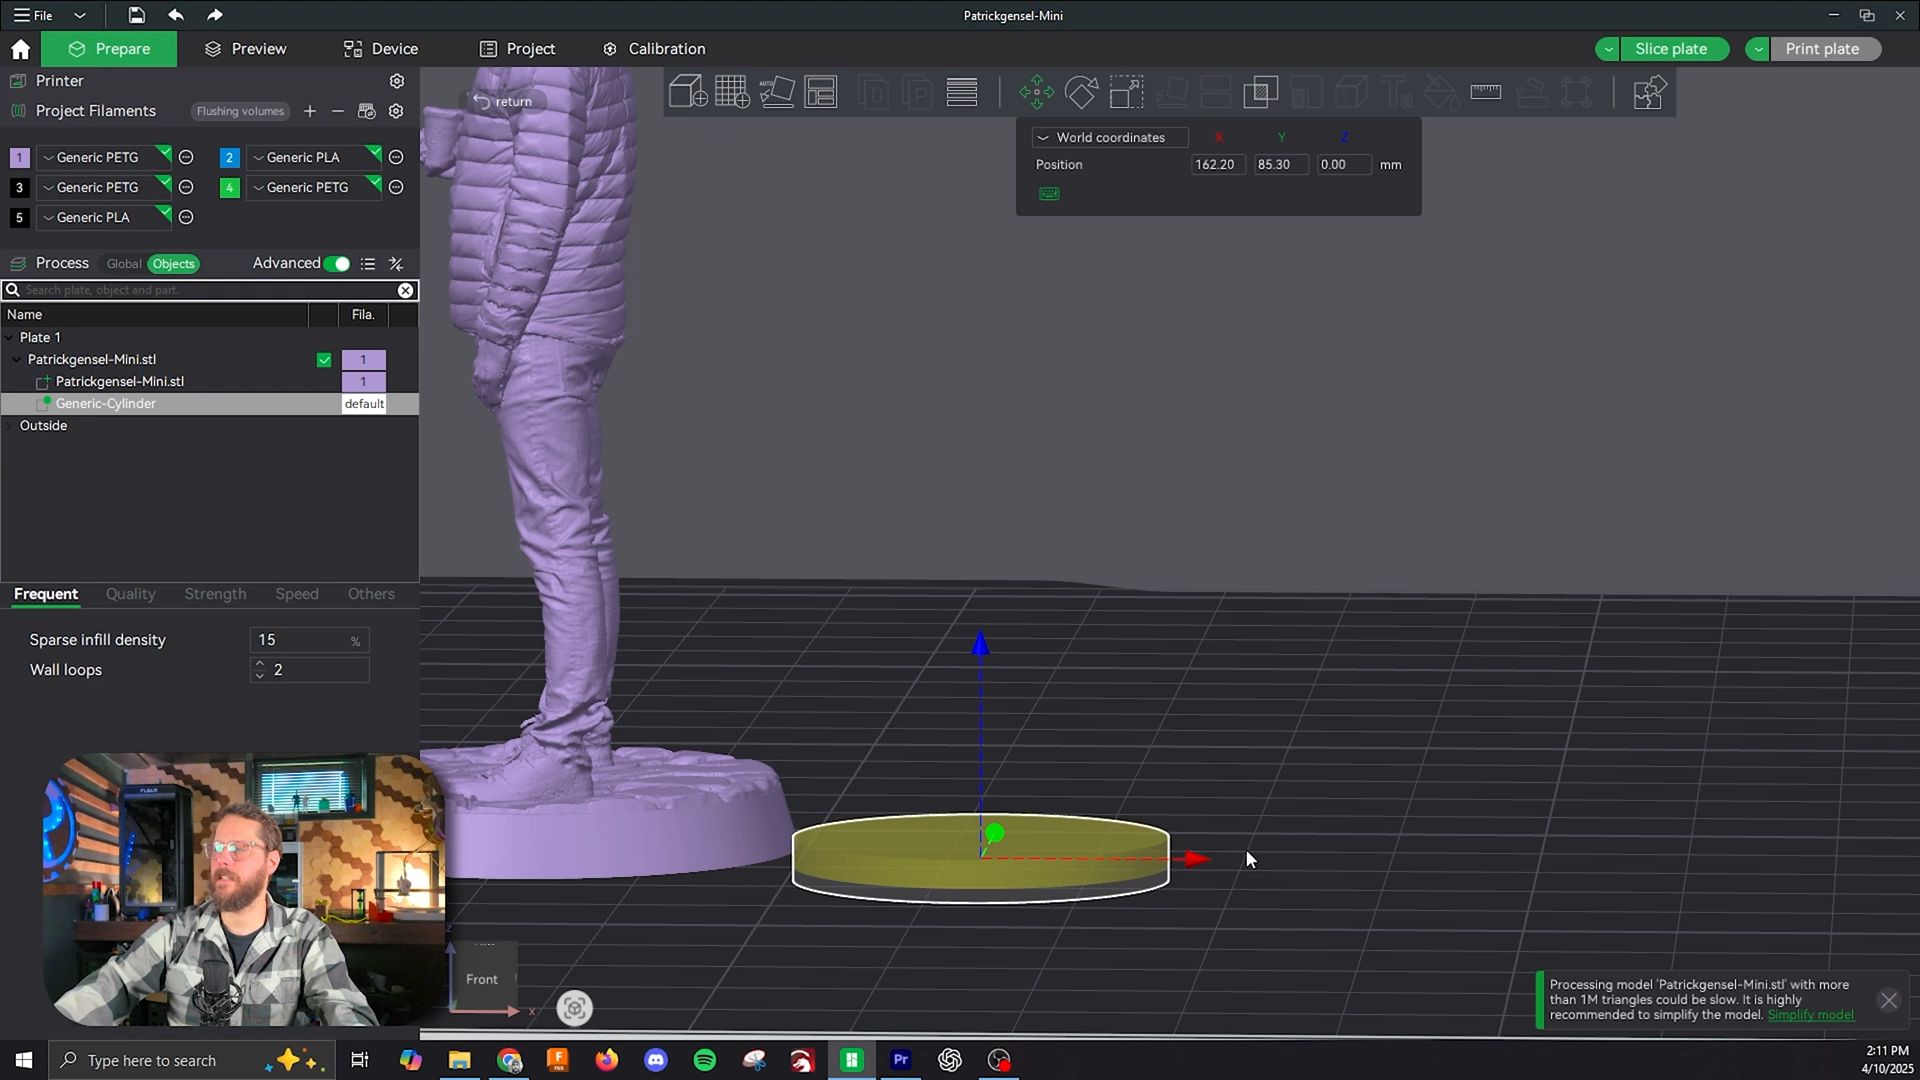 File
Patrickgensel-Mini
Prepare
Preview
Device
Project
Calibration
Slice plate
Print plate
Printer
Project Filaments
Flushing volumes
return
World coordinates X Y Z
Position 162.20 85.30 0.00 mm
1 Generic PETG
2 Generic PLA
3 Generic PETG
4 Generic PETG
5 Generic PLA
Process Global Objects Advanced
Search plate, object and part.
Name Fila.
Plate 1
Patrickgensel-Mini.stl 1
Patrickgensel-Mini.stl 1
Generic-Cylinder default
Outside
Frequent Quality Strength Speed Others
Sparse infill density 15 %
Wall loops 2
Front
x
z
Processing model 'Patrickgensel-Mini.stl' with more
than 1M triangles could be slow. It is highly
recommended to simplify the model. Simplify model.
Type here to search
2:11 PM
4/10/2025